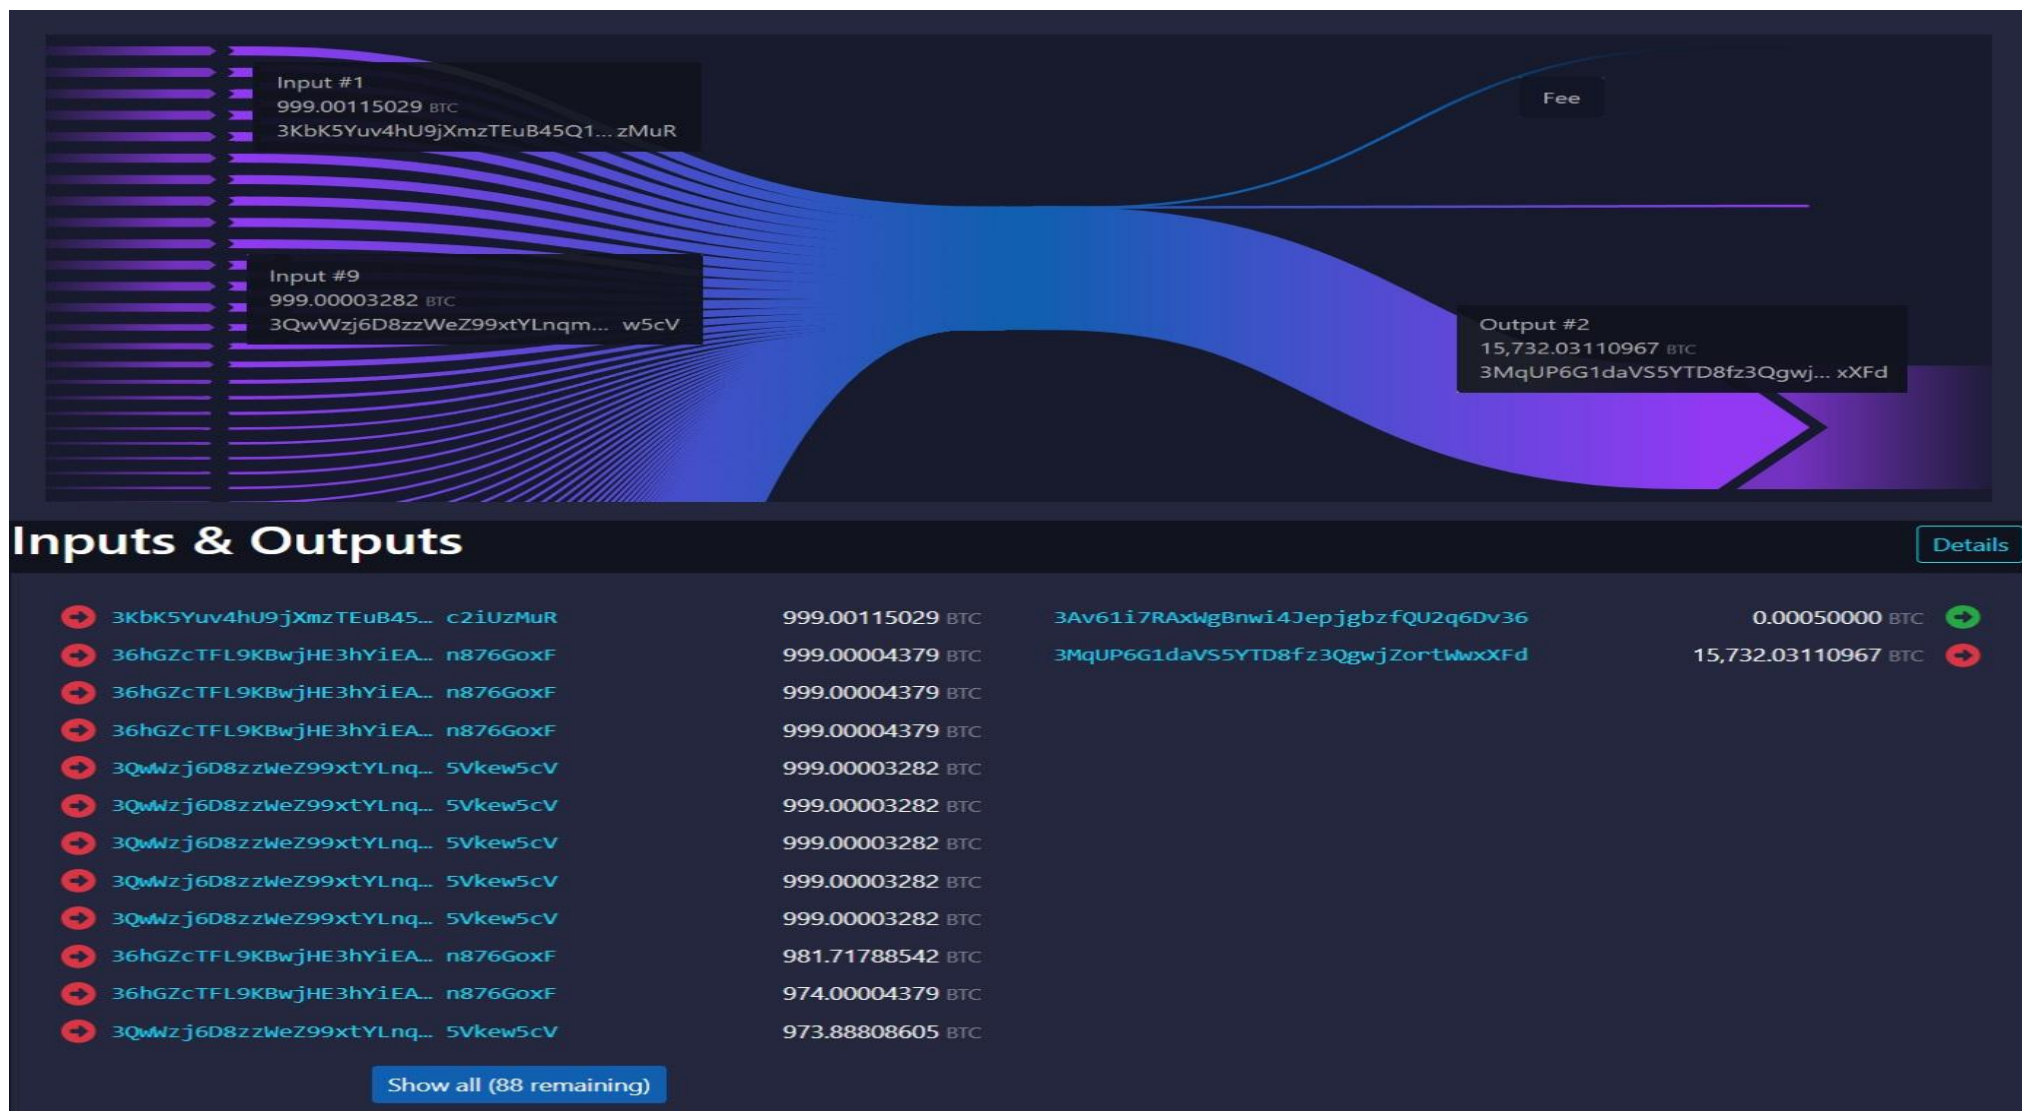 Input #1
999.00115029 BTC
3KbK5Yuv4hU9jXmzTEuB45Q1... zMuR
Fee
Input #9
999.00003282 BTC
3QwWzj6D8zzWeZ99xtYLnqm... w5cV
Output #2
15,732.03110967 BTC
3MqUP6G1daVS5YTD8fz3Qgwj... xXFd
Inputs & Outputs
Details
3KbK5Yuv4hU9jXmzTEuB45… c2iUzMuR 999.00115029 BTC 3Av61i7RAxWgBnwi4Jepjgbzf​QU2q6Dv36 0.00050000 BTC
36hGZcTFL9KBwjHE3hYiEA… n876GoxF 999.00004379 BTC 3MqUP6G1daVS5YTD8fz3QgwjZortWwxXFd 15,732.03110967 BTC
36hGZcTFL9KBwjHE3hYiEA… n876GoxF 999.00004379 BTC
36hGZcTFL9KBwjHE3hYiEA… n876GoxF 999.00004379 BTC
3QwWzj6D8zzWeZ99xtYLnq… 5Vkew5cV 999.00003282 BTC
3QwWzj6D8zzWeZ99xtYLnq… 5Vkew5cV 999.00003282 BTC
3QwWzj6D8zzWeZ99xtYLnq… 5Vkew5cV 999.00003282 BTC
3QwWzj6D8zzWeZ99xtYLnq… 5Vkew5cV 999.00003282 BTC
3QwWzj6D8zzWeZ99xtYLnq… 5Vkew5cV 999.00003282 BTC
36hGZcTFL9KBwjHE3hYiEA… n876GoxF 981.71788542 BTC
36hGZcTFL9KBwjHE3hYiEA… n876GoxF 974.00004379 BTC
3QwWzj6D8zzWeZ99xtYLnq… 5Vkew5cV 973.88808605 BTC
Show all (88 remaining)